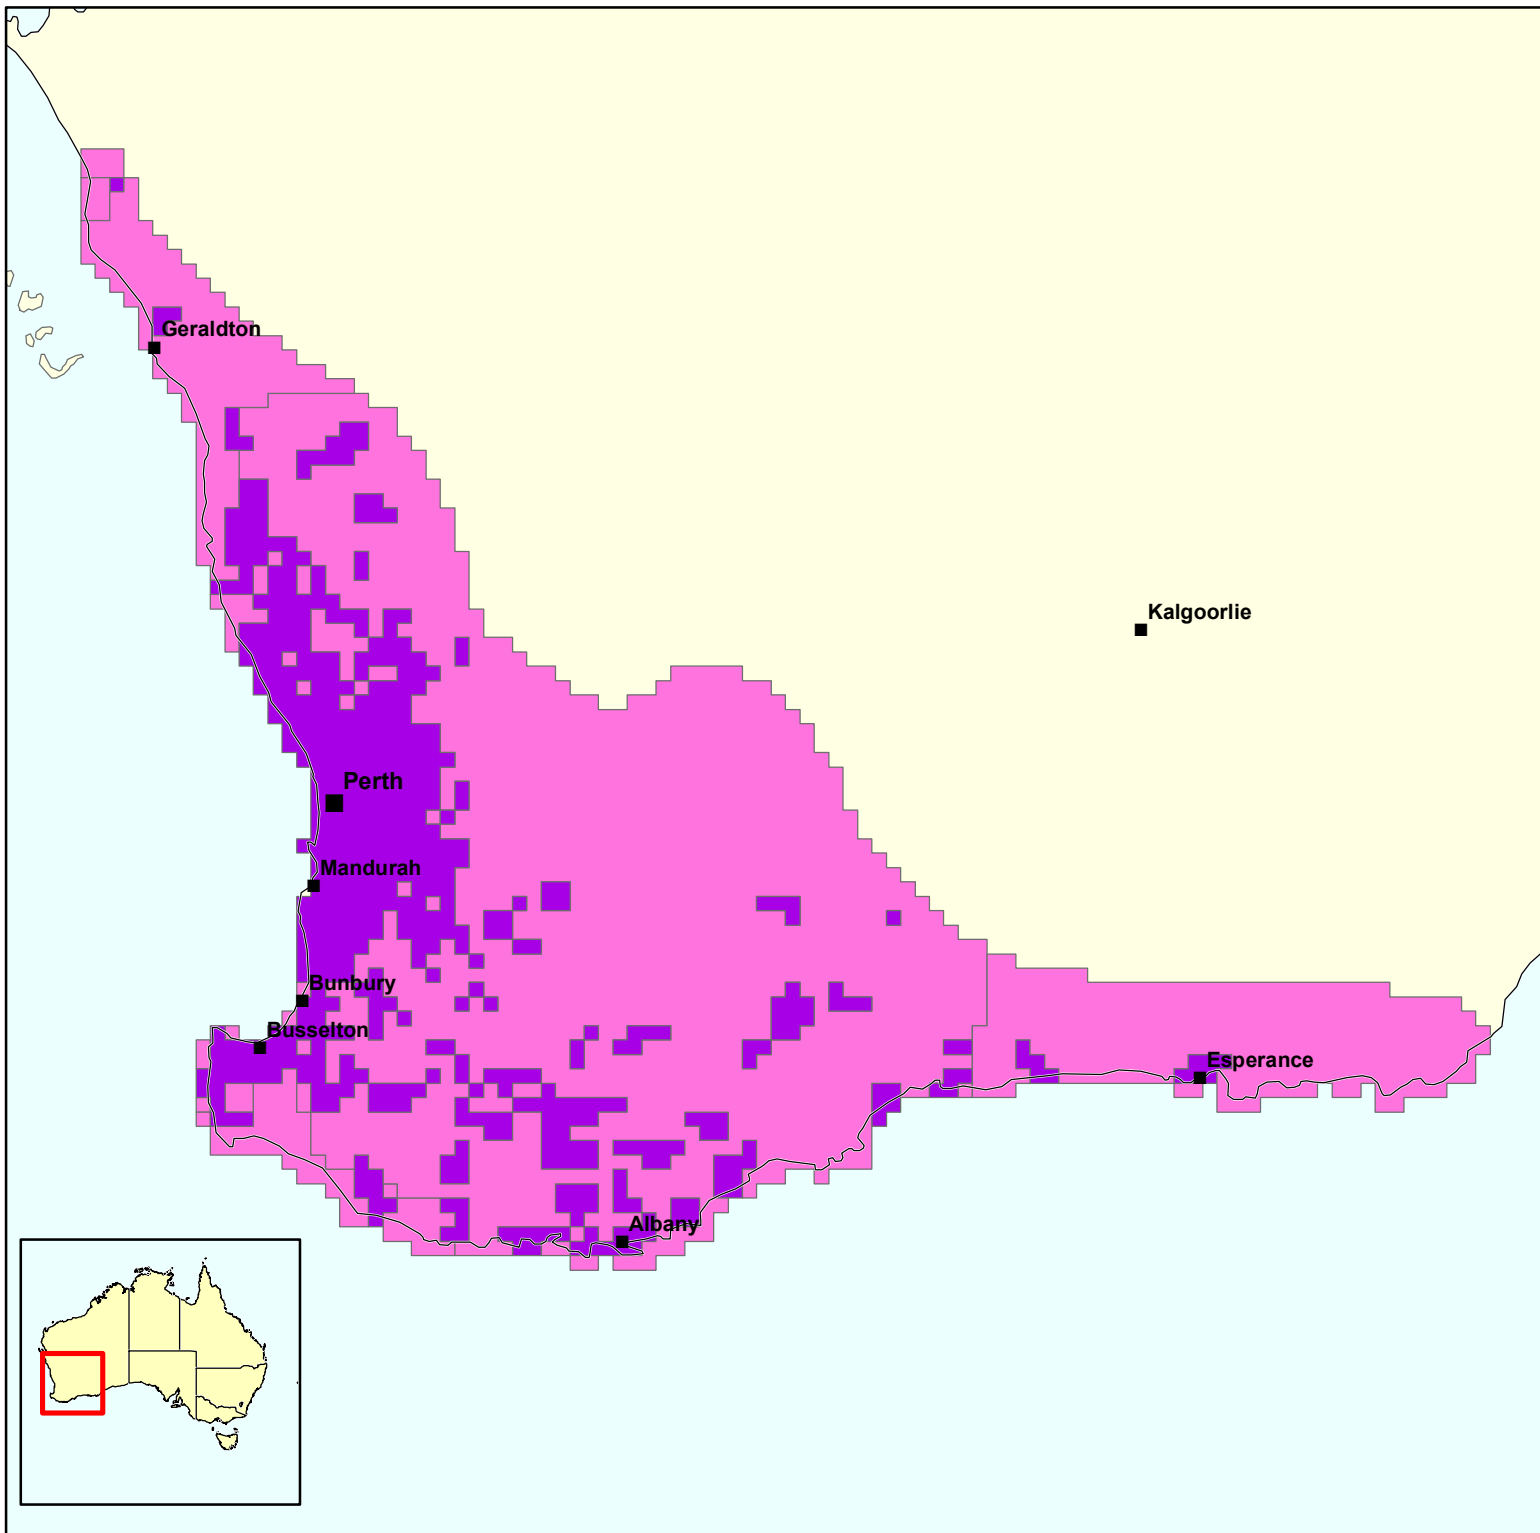 Geraldton
Kalgoorlie
Perth
Mandurah
Bunbury
Busselton
Esperance
Albany